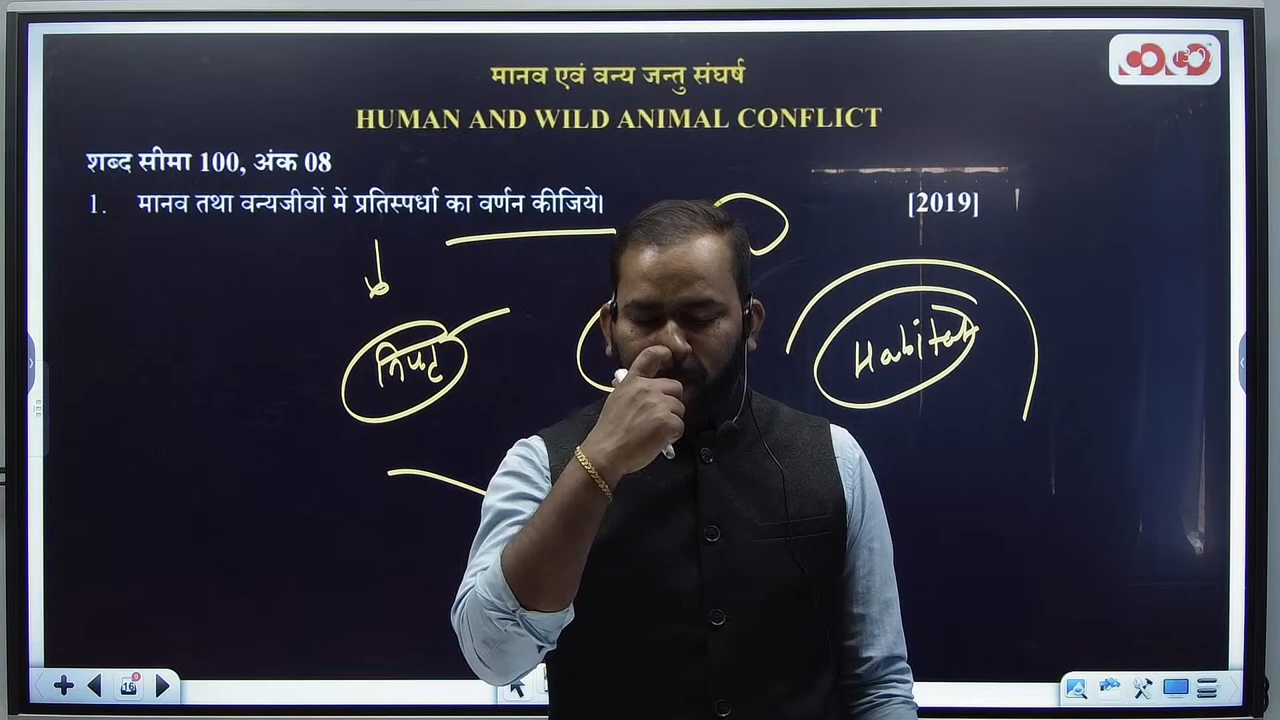 मानव एवं वन्य जन्तु संघर्ष
HUMAN AND WILD ANIMAL CONFLICT
शब्द सीमा 100, अंक 08
1. मानव तथा वन्यजीवों में प्रतिस्पर्धा का वर्णन कीजिये। [2019]
Habitat
16